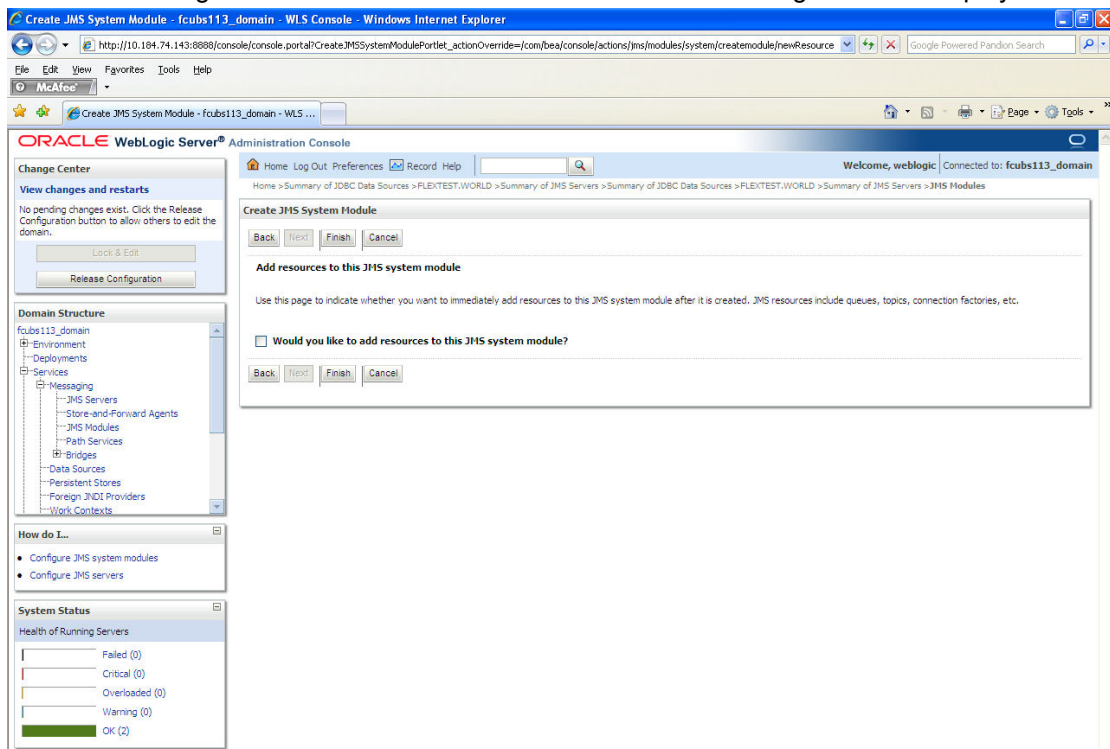 Create JMS System Module - fcubs113_domain - WLS Console - Windows Internet Explorer
http://10.184.74.143:8888/console/console.portal?CreateJMSSystemModulePortlet_actionOverride=/com/bea/console/actions/jms/modules/system/createmodule/newResource
Google Powered Pandion Search
File Edit View Favorites Tools Help
McAfee
Create JMS System Module - fcubs113_domain - WLS ...
Page Tools
ORACLE WebLogic Server® Administration Console
Change Center
View changes and restarts
No pending changes exist. Click the Release
Configuration button to allow others to edit the
domain.
Lock & Edit
Release Configuration
Domain Structure
fcubs113_domain
Environment
Deployments
Services
Messaging
JMS Servers
Store-and-Forward Agents
JMS Modules
Path Services
Bridges
Data Sources
Persistent Stores
Foreign JNDI Providers
Work Contexts
How do I...
Configure JMS system modules
Configure JMS servers
System Status
Health of Running Servers
Failed (0)
Critical (0)
Overloaded (0)
Warning (0)
OK (2)
Home Log Out Preferences Record Help
Welcome, weblogic Connected to: fcubs113_domain
Home >Summary of JDBC Data Sources >FLEXTEST.WORLD >Summary of JMS Servers >Summary of JDBC Data Sources >FLEXTEST.WORLD >Summary of JMS Servers >JMS Modules
Create JMS System Module
Back Next Finish Cancel
Add resources to this JMS system module
Use this page to indicate whether you want to immediately add resources to this JMS system module after it is created. JMS resources include queues, topics, connection factories, etc.
Would you like to add resources to this JMS system module?
Back Next Finish Cancel